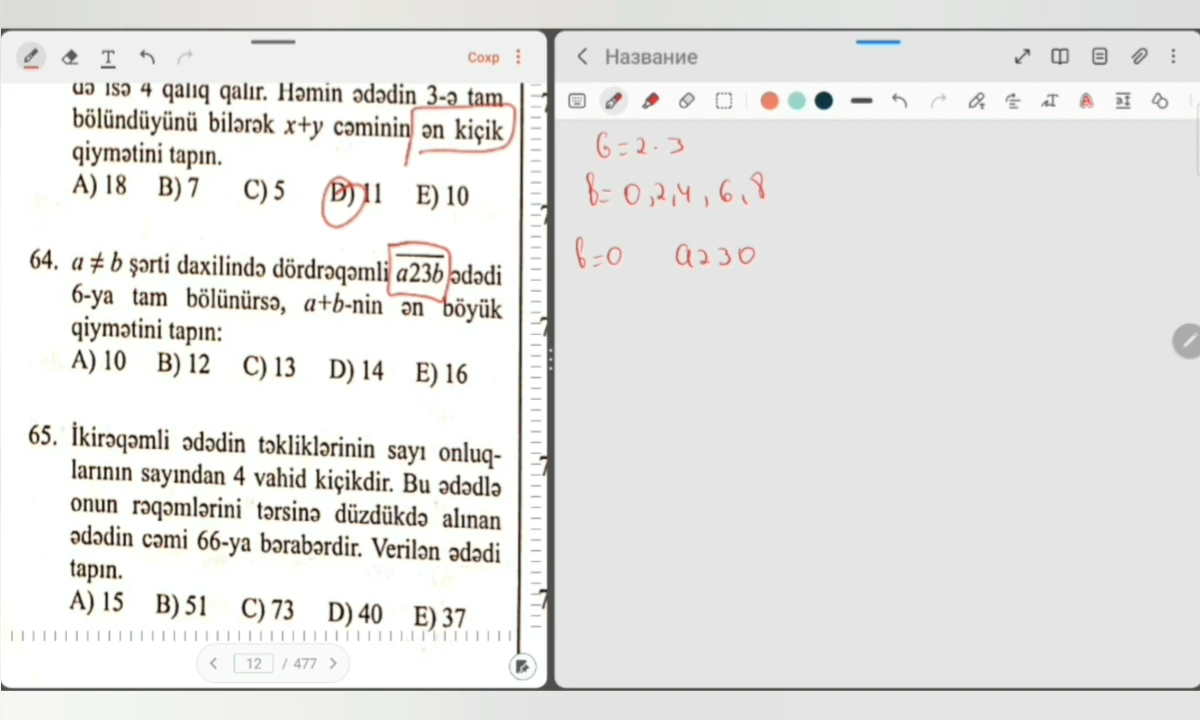 Сохр
Название
də isə 4 qalıq qalır. Həmin ədədin 3-ə tam
bölündüyünü bilərək x+y cəminin ən kiçik
qiymətini tapın.
A) 18 B) 7 C) 5 D) 11 E) 10
64. a ≠ b şərti daxilində dördrəqəmli a23b ədədi
6-ya tam bölünürsə, a+b-nin ən böyük
qiymətini tapın:
A) 10 B) 12 C) 13 D) 14 E) 16
65. İkirəqəmli ədədin təkliklərinin sayı onluq-
larının sayından 4 vahid kiçikdir. Bu ədədlə
onun rəqəmlərini tərsinə düzdükdə alınan
ədədin cəmi 66-ya bərabərdir. Verilən ədədi
tapın.
A) 15 B) 51 C) 73 D) 40 E) 37
12 / 477
6=2·3
b=0,2,4,6,8
b=0 a230